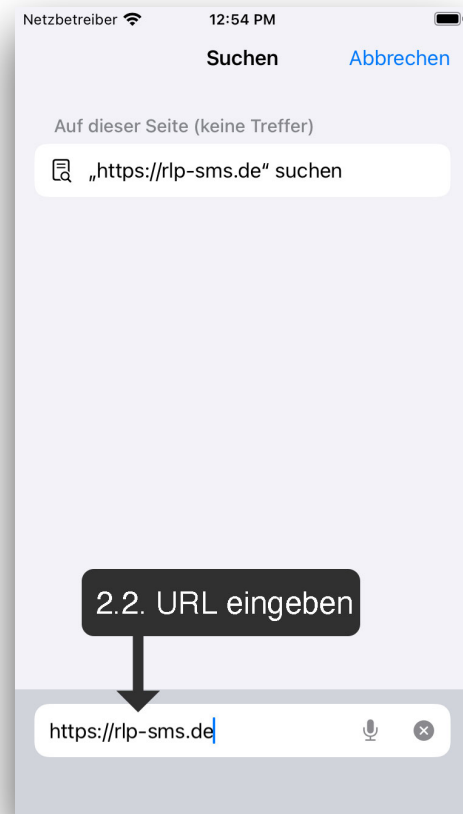 Netzbetreiber 12:54 PM
Suchen Abbrechen
Auf dieser Seite (keine Treffer)
„https://rlp-sms.de“ suchen
2.2. URL eingeben
https://rlp-sms.de